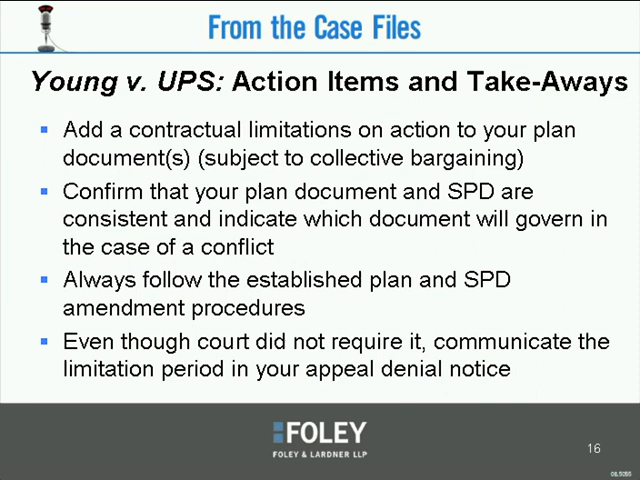 From the Case Files
Young v. UPS: Action Items and Take-Aways
▪ Add a contractual limitations on action to your plan
document(s) (subject to collective bargaining)
▪ Confirm that your plan document and SPD are
consistent and indicate which document will govern in
the case of a conflict
▪ Always follow the established plan and SPD
amendment procedures
▪ Even though court did not require it, communicate the
limitation period in your appeal denial notice
FOLEY
FOLEY & LARDNER LLP
16